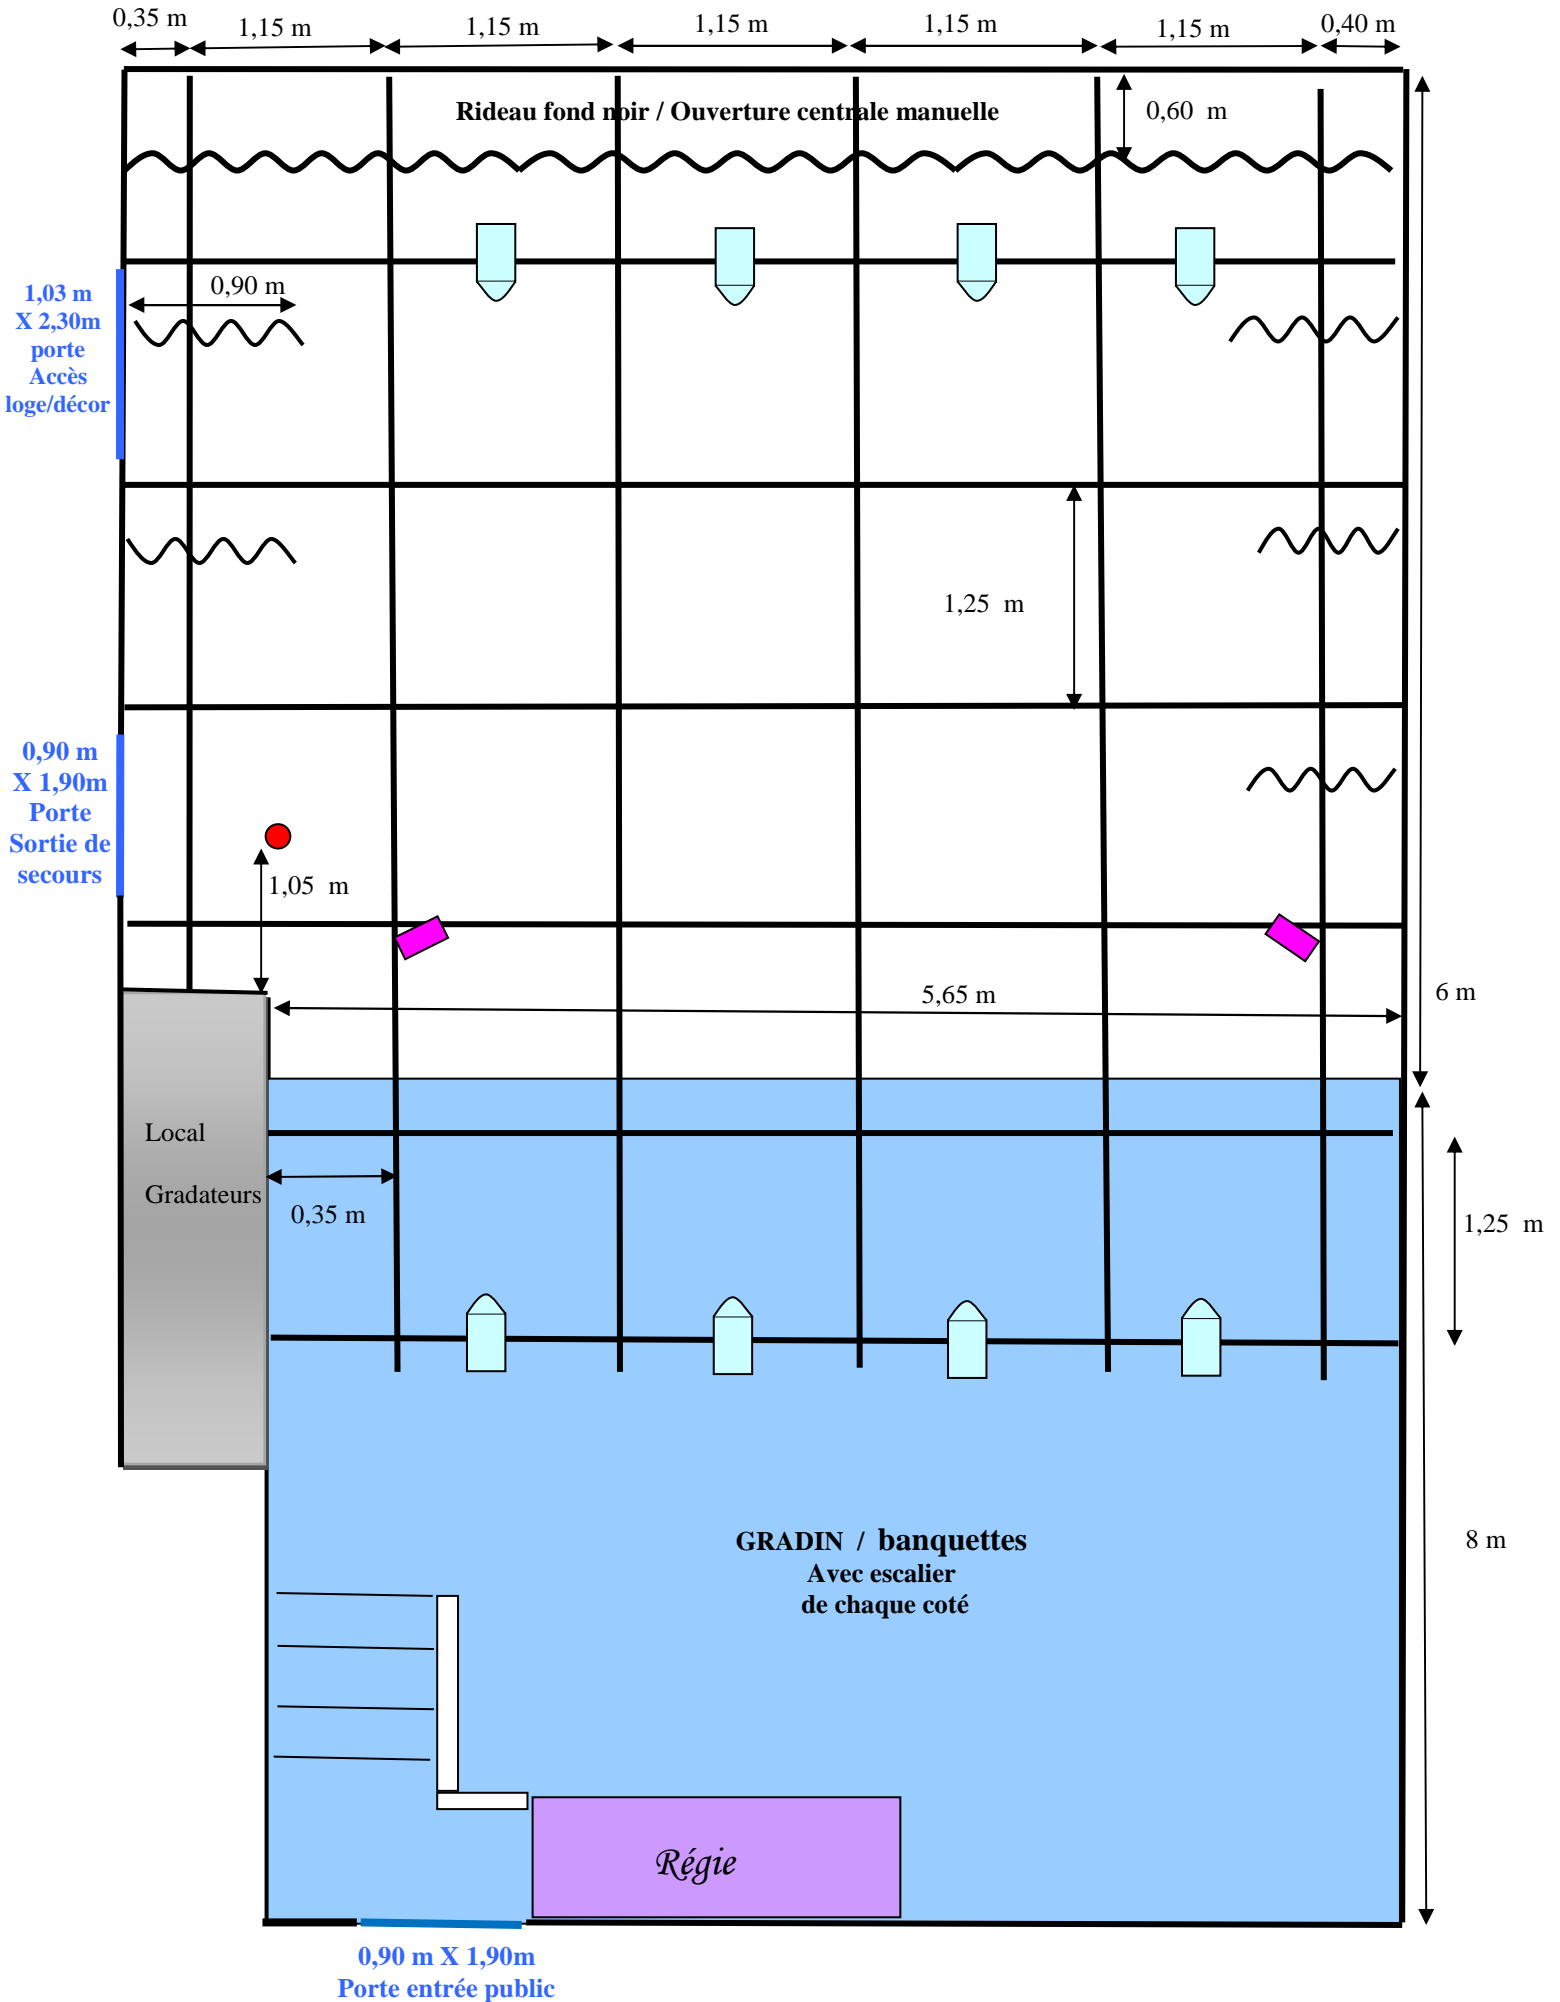 0,35 m
1,15 m
1,15 m
1,15 m
1,15 m
1,15 m
0,40 m
Rideau fond noir / Ouverture centrale manuelle
0,60 m
0,90 m
1,03 m
X 2,30m
porte
Accès
loge/décor
1,25 m
0,90 m
X 1,90m
Porte
Sortie de
secours
1,05 m
5,65 m
6 m
Local
Gradateurs
0,35 m
1,25 m
GRADIN / banquettes
Avec escalier
de chaque coté
8 m
Régie
0,90 m X 1,90m
Porte entrée public